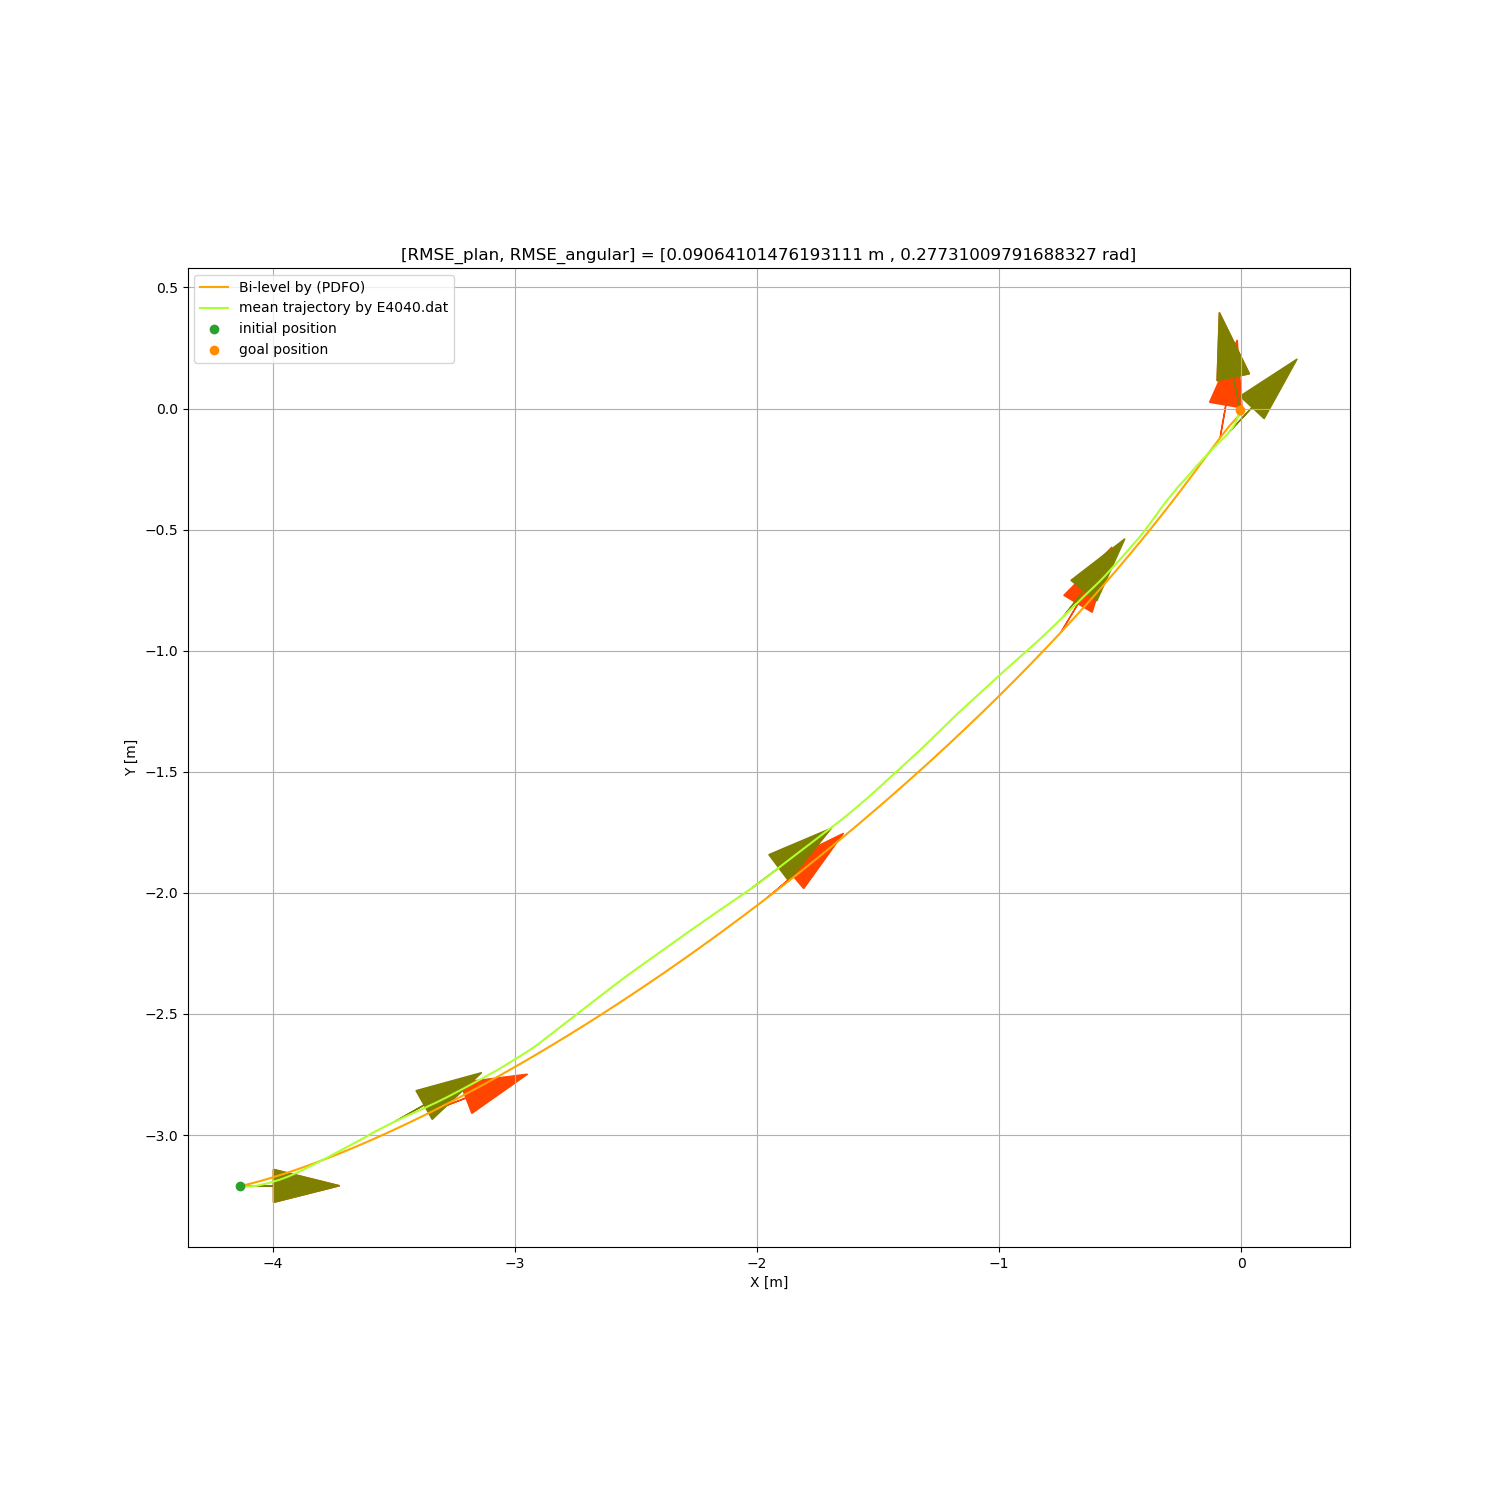 [RMSE_plan, RMSE_angular] = [0.09064101476193111 m , 0.27731009791688327 rad]
Bi-level by (PDFO)
mean trajectory by E4040.dat
initial position
goal position
0.5
0.0
−0.5
−1.0
−1.5
−2.0
−2.5
−3.0
Y [m]
−4 −3 −2 −1 0
X [m]